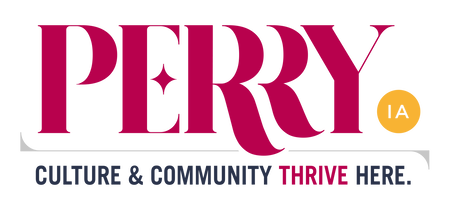 PERRY
IA
CULTURE & COMMUNITY THRIVE HERE.